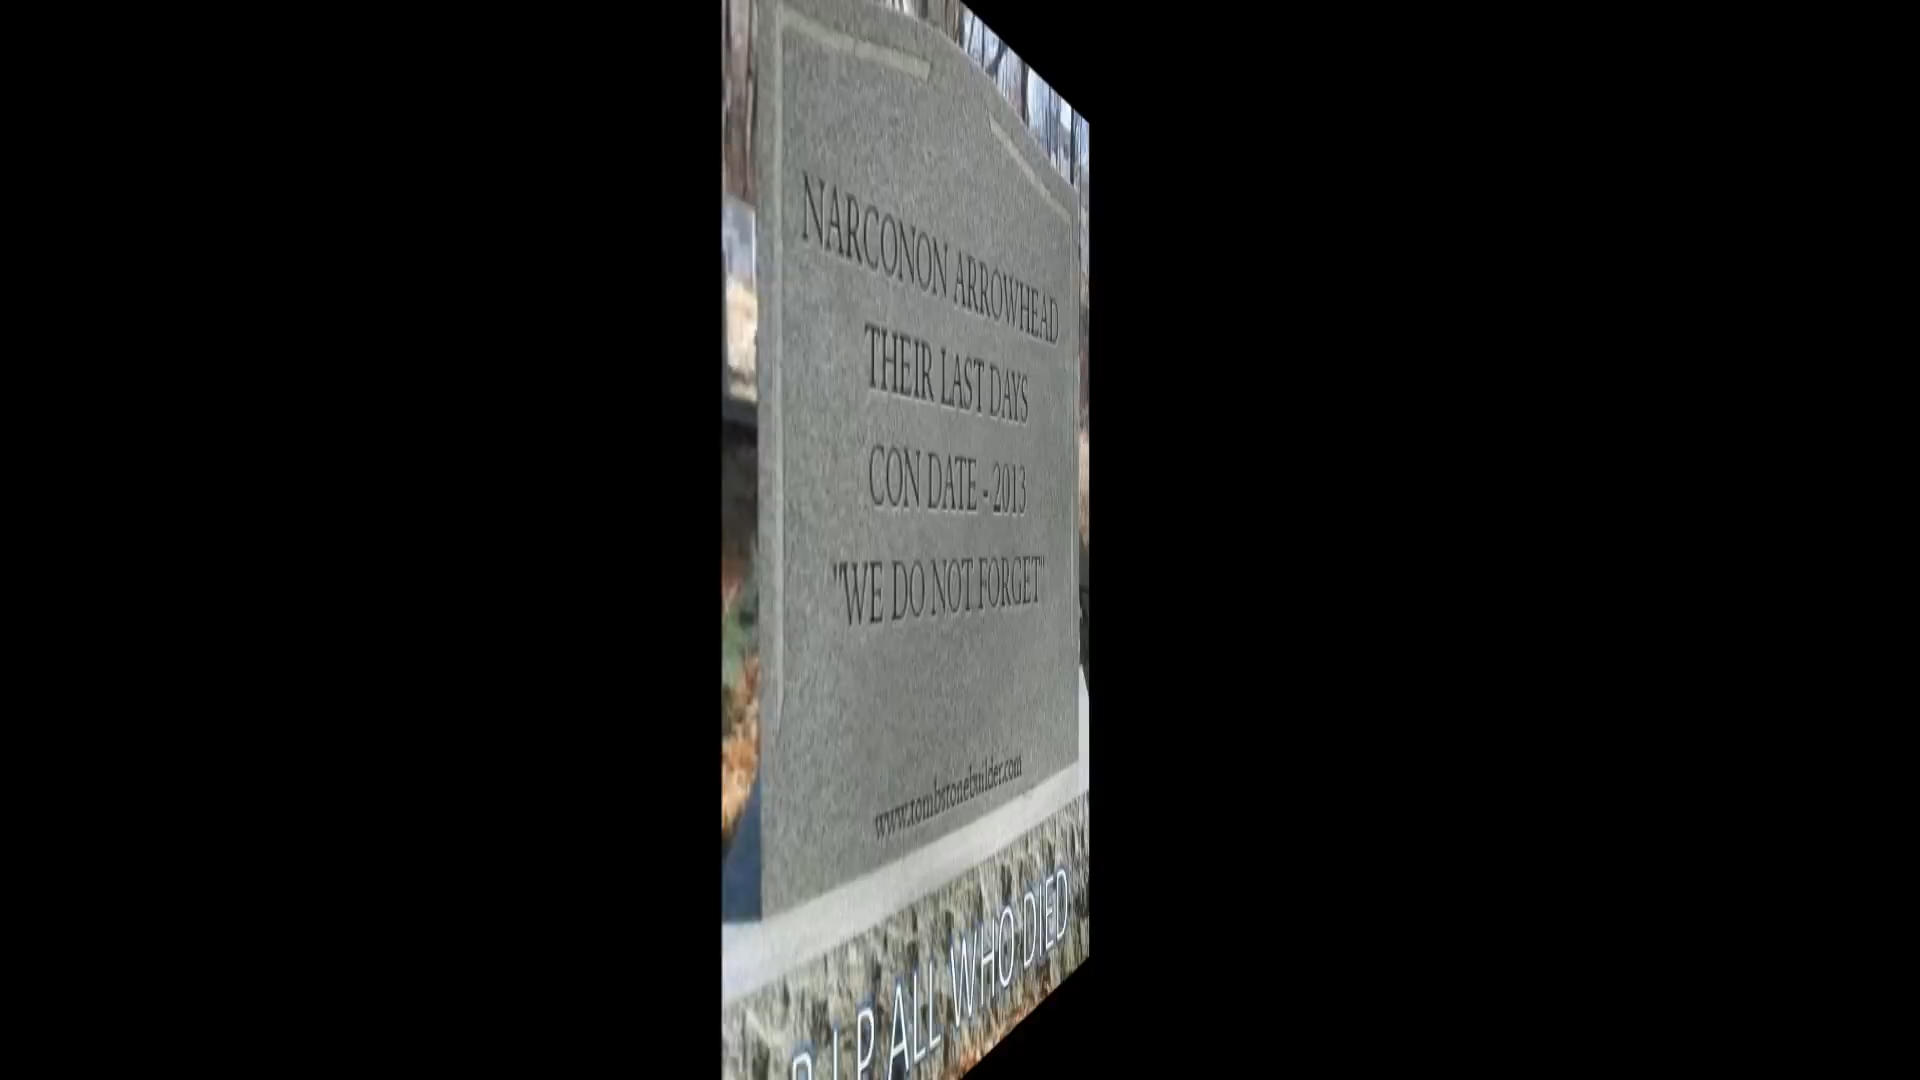 NARCONON ARROWHEAD
THEIR LAST DAYS
CON DATE - 2013
"WE DO NOT FORGET"
www.tombstonebuilder.com
R.I.P ALL WHO DIED